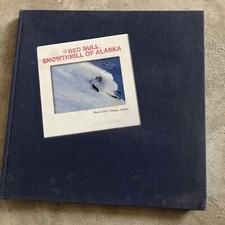 RED BULL
SNOWTHRILL OF ALASKA